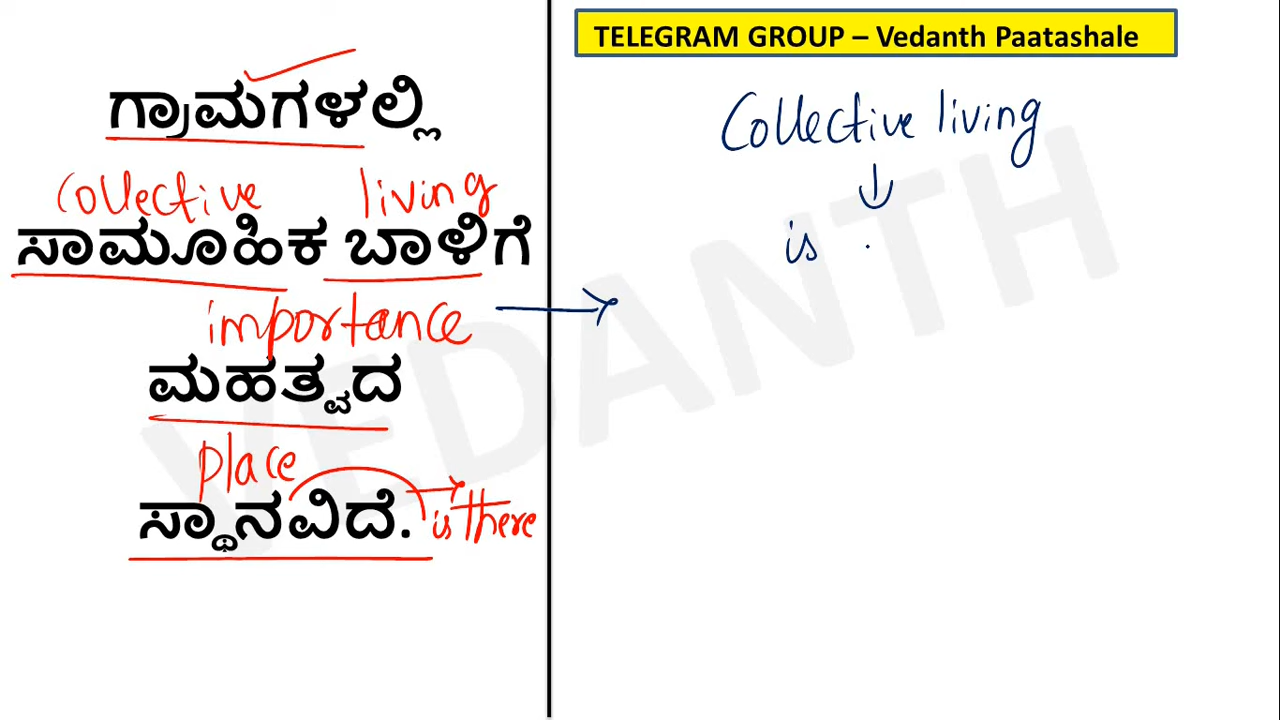 ಗ್ರಾಮಗಳಲ್ಲಿ
collective living
ಸಾಮೂಹಿಕ ಬಾಳಿಗೆ
importance
ಮಹತ್ವದ
place
ಸ್ಥಾನವಿದೆ.
is there
TELEGRAM GROUP – Vedanth Paatashale
Collective living
is
VEDANTH